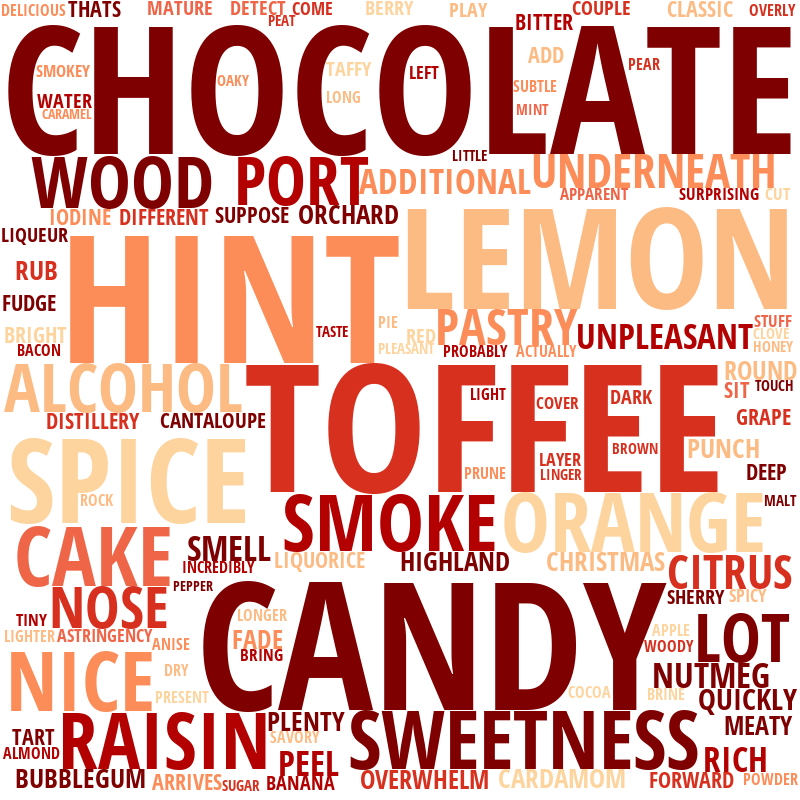 DELICIOUS THATS MATURE DETECT COME BERRY PLAY COUPLE CLASSIC OVERLY
PEAT BITTER
CHOCOLATE
SMOKEY OAKY TAFFY LEFT ADD PEAR
WATER LONG SUBTLE
CARAMEL MINT
LITTLE
WOOD PORT ADDITIONAL UNDERNEATH
APPARENT SURPRISING CUT
IODINE DIFFERENT SUPPOSE ORCHARD
LIQUEUR
HINT LEMON
RUB
FUDGE
BRIGHT TASTE PIE RED PASTRY UNPLEASANT STUFF
CLOVE
BACON PLEASANT PROBABLY ACTUALLY HONEY
ALCOHOL ROUND
TOFFEE LIGHT COVER DARK SIT TOUCH
DISTILLERY CANTALOUPE GRAPE
SPICE LAYER BROWN PUNCH
PRUNE LINGER DEEP
ROCK MALT
SMOKE ORANGE
CAKE SMELL LIQUORICE HIGHLAND CHRISTMAS CITRUS
INCREDIBLY
PEPPER
NOSE CANDY SHERRY SPICY
TINY LONGER
LIGHTER ASTRINGENCY ANISE FADE APPLE LOT
BRING WOODY
NICE DRY NUTMEG
PRESENT COCOA BRINE QUICKLY
RAISIN PLENTY SWEETNESS MEATY
TART SAVORY
ALMOND PEEL RICH
BUBBLEGUM ARRIVES SUGAR BANANA OVERWHELM CARDAMOM FORWARD POWDER